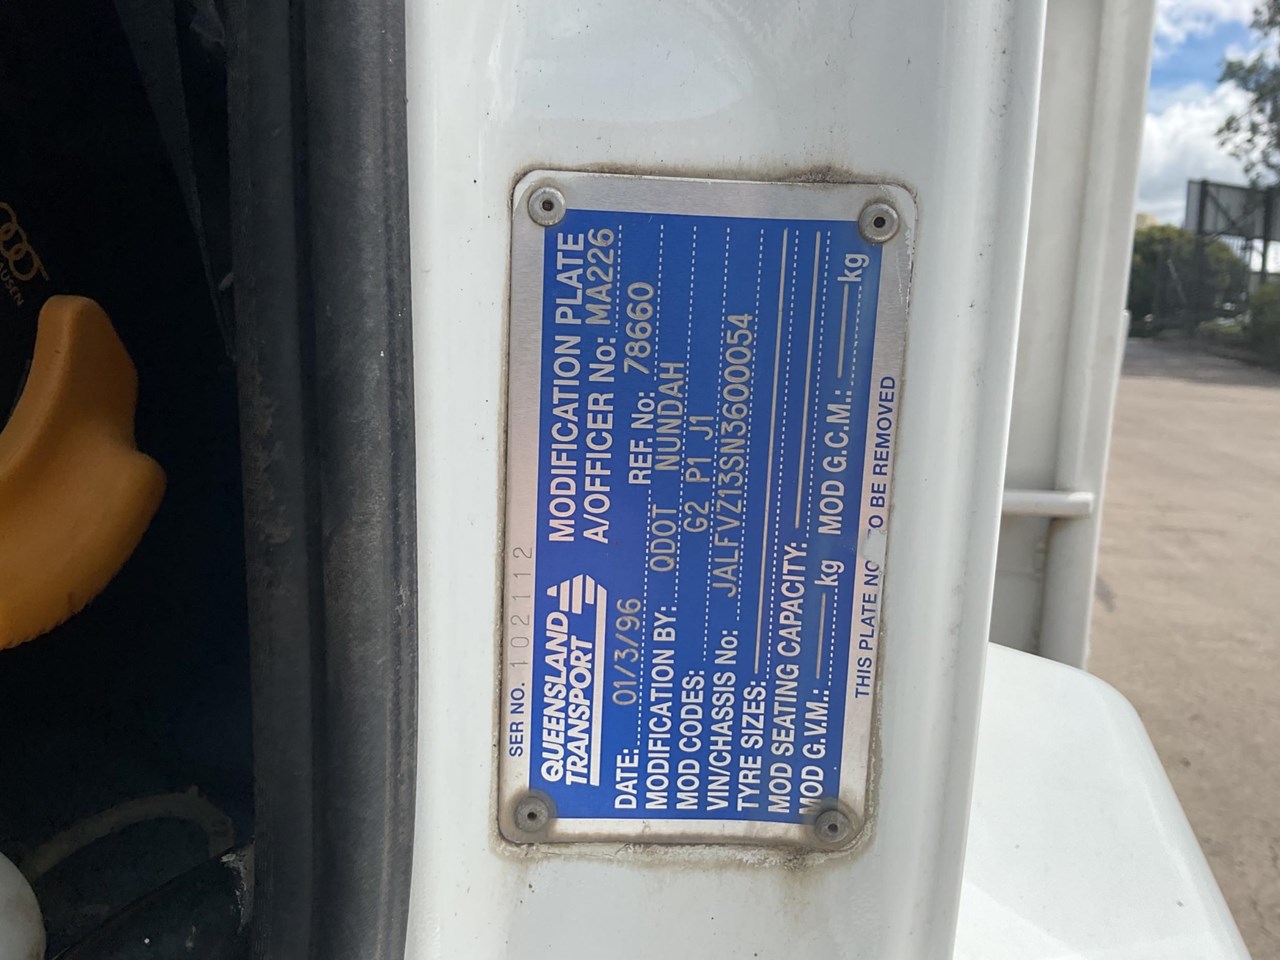 SER NO. 1021112
QUEENSLAND TRANSPORT
MODIFICATION PLATE
A/OFFICER No: MA226
DATE: 01/3/96 REF. No: 78660
MODIFICATION BY: QDOT NUNDAH
MOD CODES: G2 P1 J1
VIN/CHASSIS No: JALFVZ13SN3600054
TYRE SIZES:
MOD SEATING CAPACITY:
MOD G.V.M.: kg MOD G.C.M.: kg
THIS PLATE NO TO BE REMOVED